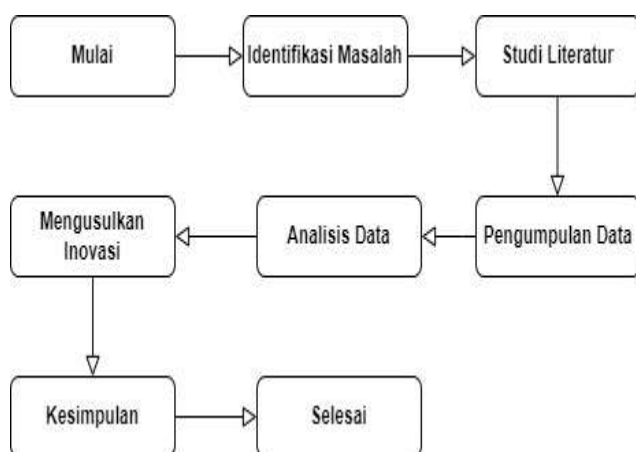 Mulai
Identifikasi Masalah
Studi Literatur
Pengumpulan Data
Analisis Data
Mengusulkan
Inovasi
Kesimpulan
Selesai